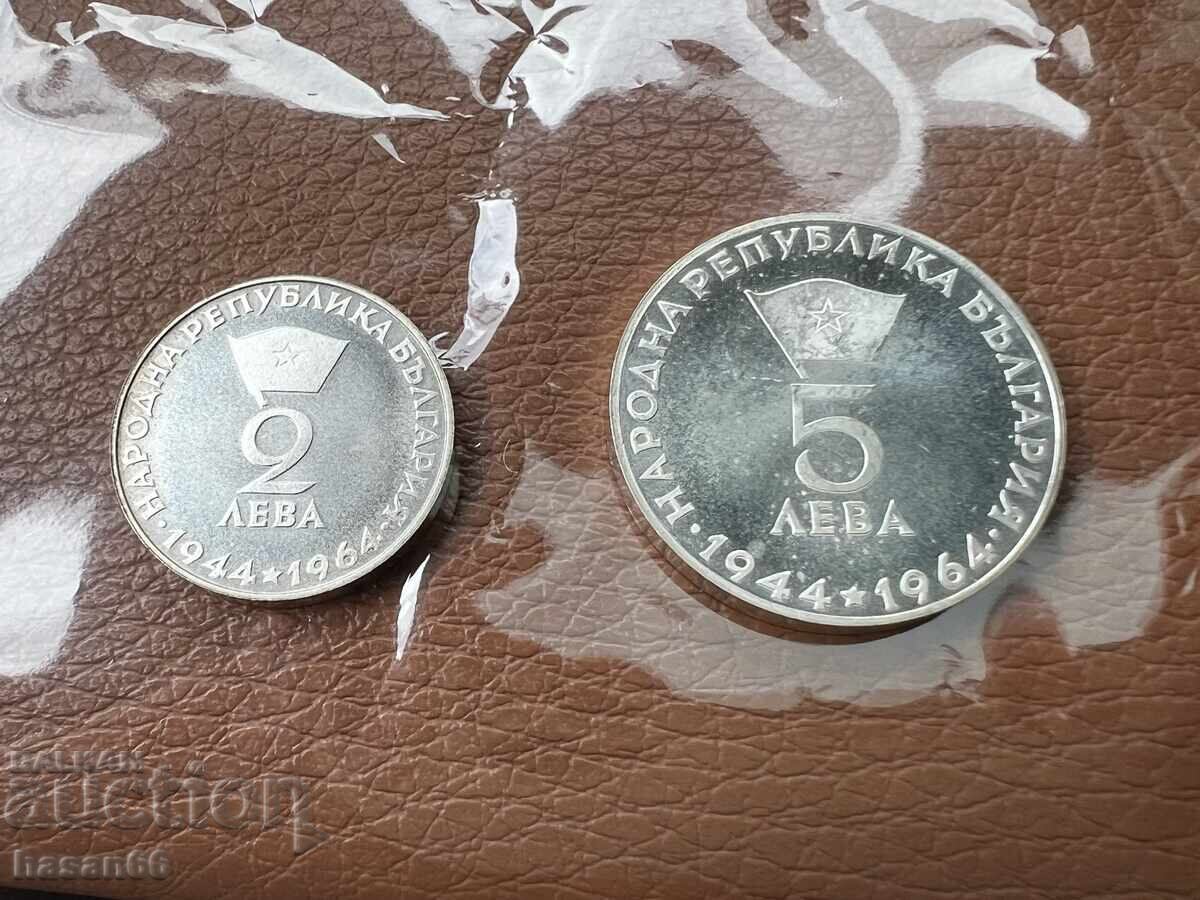 НАРОДНА РЕПУБЛИКА БЪЛГАРИЯ
2
ЛЕВА
· 1944 ★ 1964 ·
НАРОДНА РЕПУБЛИКА БЪЛГАРИЯ
5
ЛЕВА
· 1944 ★ 1964 ·
BALKAN
auction
hasan66